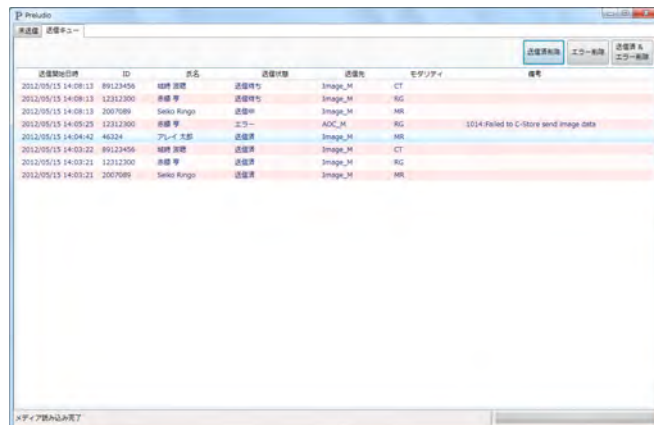 Preludio
未送信 送信キュー
送信済削除 エラー削除 送信済 & エラー削除
送信開始日時 ID 氏名 送信状態 送信先 モダリティ 備考
2012/05/15 14:08:13 89123456 送信待ち Image_M CT
2012/05/15 14:08:13 12312300 送信待ち Image_M RG
2012/05/15 14:08:13 2007089 Seiko Ringo 送信中 Image_M MR
2012/05/15 14:05:25 12312300 エラー AOC_M RG 1014:Failed to C-Store send image data
2012/05/15 14:04:42 46324 アレイ 太郎 送信済 Image_M MR
2012/05/15 14:03:22 89123456 送信済 Image_M CT
2012/05/15 14:03:21 12312300 送信済 Image_M RG
2012/05/15 14:03:21 2007089 Seiko Ringo 送信済 Image_M MR
メディア読み込み完了